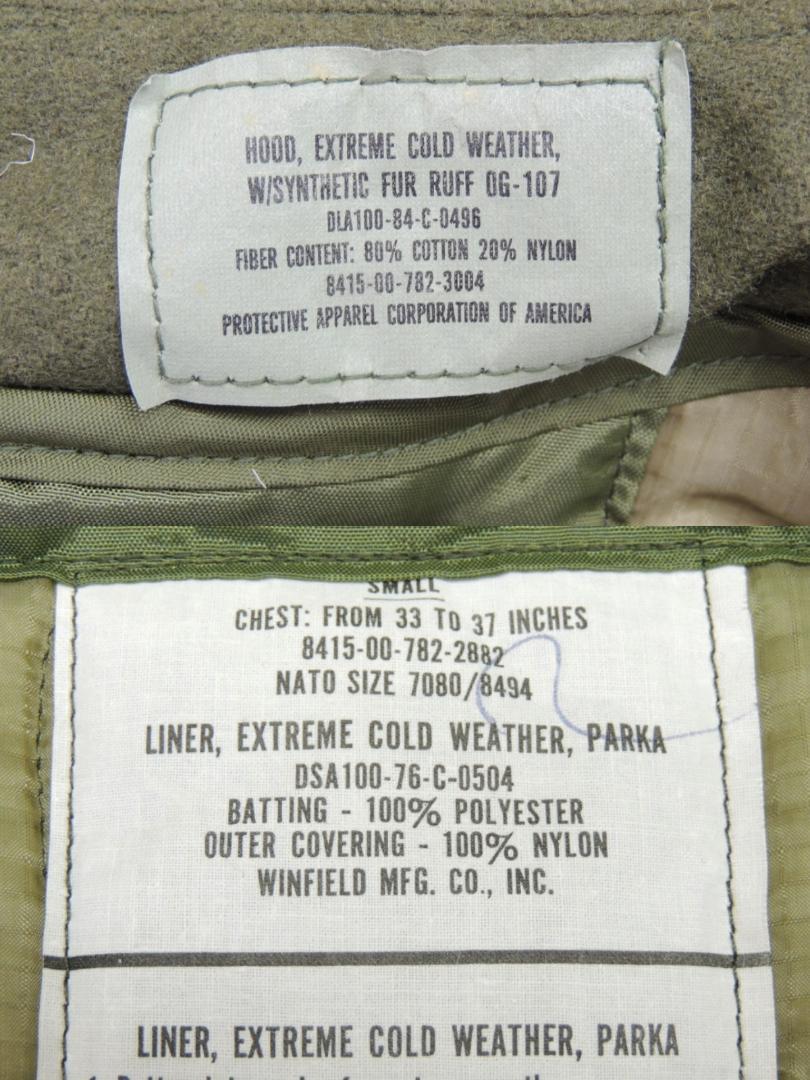 HOOD, EXTREME COLD WEATHER,
W/SYNTHETIC FUR RUFF OG-107
DLA100-84-C-0496
FIBER CONTENT: 80% COTTON 20% NYLON
8415-00-782-3004
PROTECTIVE APPAREL CORPORATION OF AMERICA
SMALL
CHEST: FROM 33 TO 37 INCHES
8415-00-782-2882
NATO SIZE 7080/8494
LINER, EXTREME COLD WEATHER, PARKA
DSA100-76-C-0504
BATTING - 100% POLYESTER
OUTER COVERING - 100% NYLON
WINFIELD MFG. CO., INC.
LINER, EXTREME COLD WEATHER, PARKA